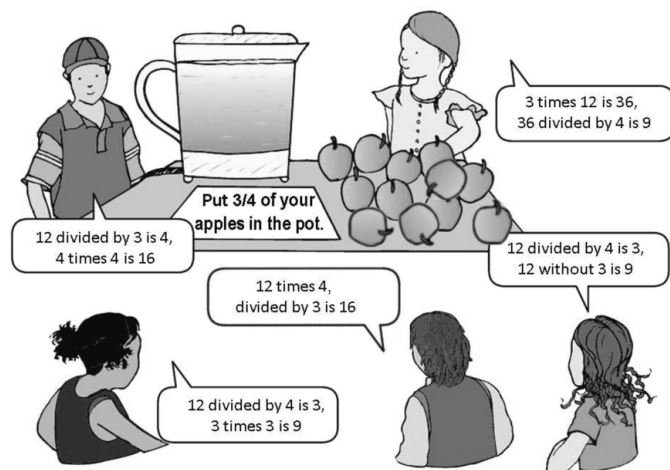 3 times 12 is 36,
36 divided by 4 is 9
Put 3/4 of your
apples in the pot.
12 divided by 3 is 4,
4 times 4 is 16
12 divided by 4 is 3,
12 without 3 is 9
12 times 4,
divided by 3 is 16
12 divided by 4 is 3,
3 times 3 is 9